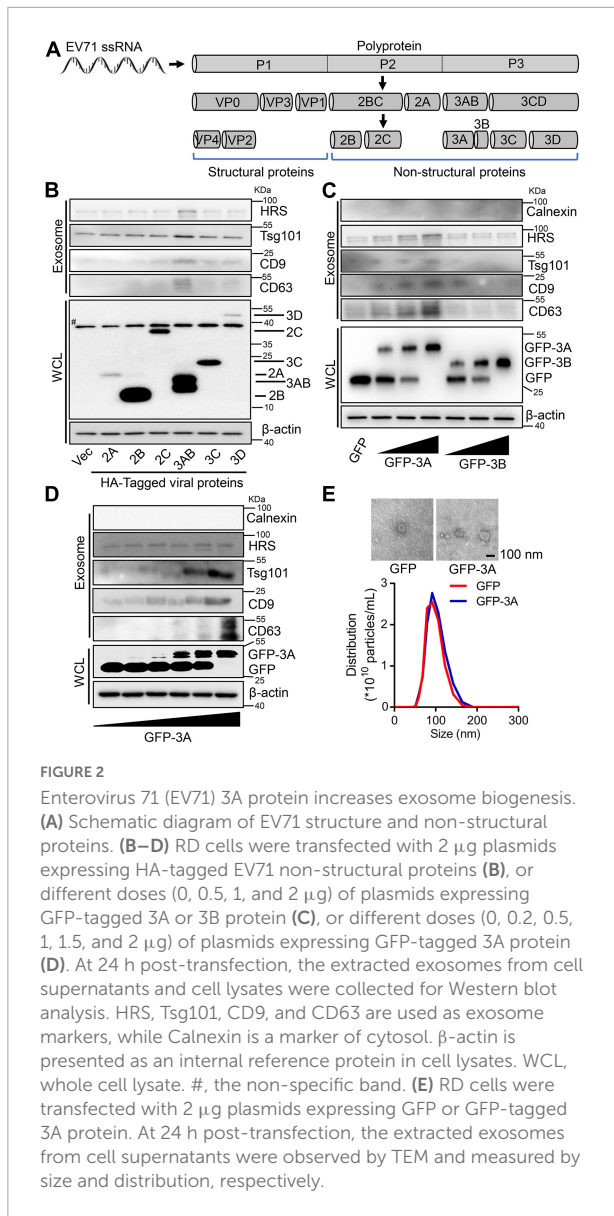 A EV71 ssRNA
Polyprotein
P1 P2 P3
VP0 VP3 VP1 2BC 2A 3AB 3CD
3B
VP4 VP2 2B 2C 3A 3C 3D
Structural proteins Non-structural proteins
B
KDa
Exosome
100
HRS
55
Tsg101
25
CD9
55
CD63
WCL
#
55
3D
40
2C
35
25
3C
2A
3AB
2B
10
β-actin
40
Vec 2A 2B 2C 3AB 3C 3D
HA-Tagged viral proteins
C
KDa
Exosome
100
Calnexin
100
HRS
55
Tsg101
25
CD9
55
CD63
WCL
55
GFP-3A
GFP-3B
GFP
25
β-actin
40
GFP
GFP-3A GFP-3B
D
KDa
Exosome
100
Calnexin
100
HRS
55
Tsg101
25
CD9
55
CD63
WCL
55
GFP-3A
GFP
25
β-actin
40
GFP-3A
E
100 nm
GFP GFP-3A
GFP
GFP-3A
Distribution
(*10¹⁰ particles/mL)
3
2
1
0
0 100 200 300
Size (nm)
FIGURE 2
Enterovirus 71 (EV71) 3A protein increases exosome biogenesis.
(A) Schematic diagram of EV71 structure and non-structural
proteins. (B–D) RD cells were transfected with 2 μg plasmids
expressing HA-tagged EV71 non-structural proteins (B), or
different doses (0, 0.5, 1, and 2 μg) of plasmids expressing
GFP-tagged 3A or 3B protein (C), or different doses (0, 0.2, 0.5,
1, 1.5, and 2 μg) of plasmids expressing GFP-tagged 3A protein
(D). At 24 h post-transfection, the extracted exosomes from cell
supernatants and cell lysates were collected for Western blot
analysis. HRS, Tsg101, CD9, and CD63 are used as exosome
markers, while Calnexin is a marker of cytosol. β-actin is
presented as an internal reference protein in cell lysates. WCL,
whole cell lysate. #, the non-specific band. (E) RD cells were
transfected with 2 μg plasmids expressing GFP or GFP-tagged
3A protein. At 24 h post-transfection, the extracted exosomes
from cell supernatants were observed by TEM and measured by
size and distribution, respectively.